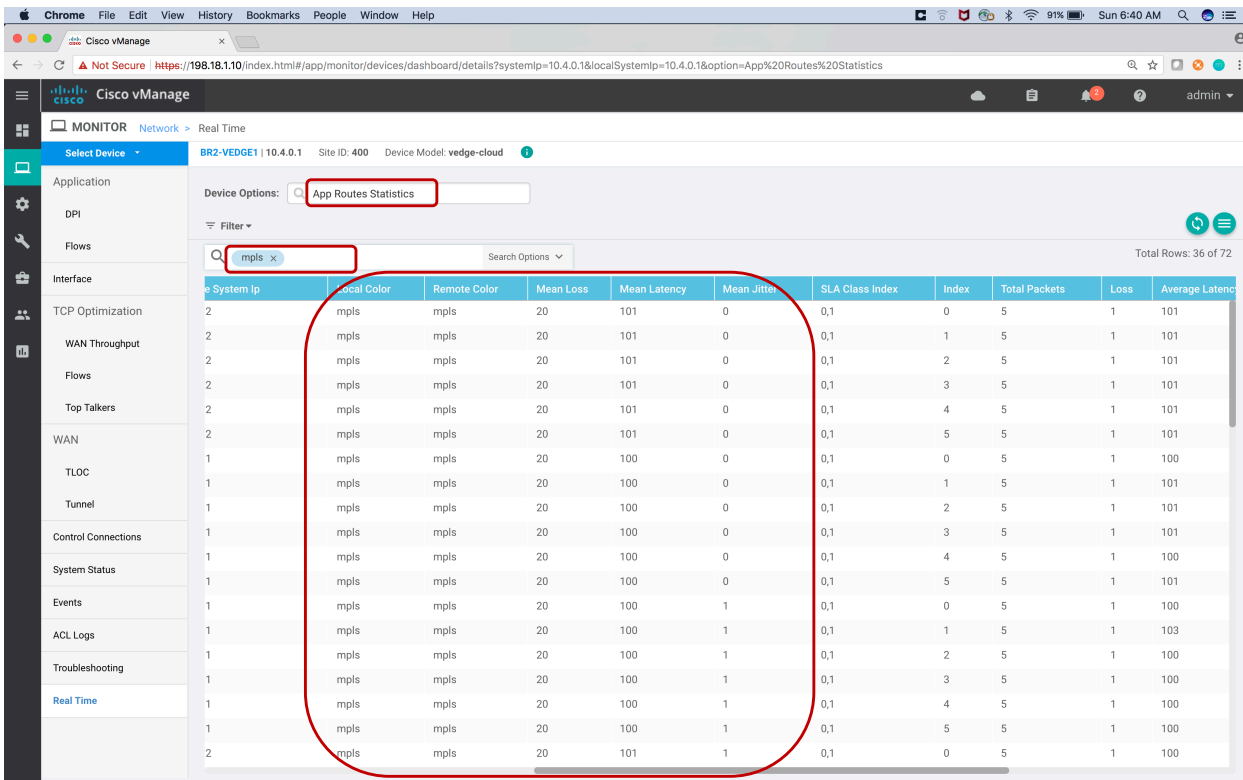 Chrome File Edit View History Bookmarks People Window Help 91% Sun 6:40 AM
Cisco vManage
Not Secure https://198.18.1.10/index.html#/app/monitor/devices/dashboard/details?systemIp=10.4.0.1&localSystemIp=10.4.0.1&option=App%20Routes%20Statistics
cisco Cisco vManage 2 admin
MONITOR Network > Real Time
Select Device BR2-VEDGE1 | 10.4.0.1 Site ID: 400 Device Model: vedge-cloud
Application
DPI
Flows
Interface
TCP Optimization
WAN Throughput
Flows
Top Talkers
WAN
TLOC
Tunnel
Control Connections
System Status
Events
ACL Logs
Troubleshooting
Real Time
Device Options: App Routes Statistics
Filter
mpls × Search Options Total Rows: 36 of 72
e System Ip Local Color Remote Color Mean Loss Mean Latency Mean Jitter SLA Class Index Index Total Packets Loss Average Latency
2 mpls mpls 20 101 0 0,1 0 5 1 101
2 mpls mpls 20 101 0 0,1 1 5 1 101
2 mpls mpls 20 101 0 0,1 2 5 1 101
2 mpls mpls 20 101 0 0,1 3 5 1 101
2 mpls mpls 20 101 0 0,1 4 5 1 101
2 mpls mpls 20 101 0 0,1 5 5 1 101
1 mpls mpls 20 100 0 0,1 0 5 1 100
1 mpls mpls 20 100 0 0,1 1 5 1 101
1 mpls mpls 20 100 0 0,1 2 5 1 101
1 mpls mpls 20 100 0 0,1 3 5 1 101
1 mpls mpls 20 100 0 0,1 4 5 1 100
1 mpls mpls 20 100 0 0,1 5 5 1 101
1 mpls mpls 20 100 1 0,1 0 5 1 100
1 mpls mpls 20 100 1 0,1 1 5 1 103
1 mpls mpls 20 100 1 0,1 2 5 1 100
1 mpls mpls 20 100 1 0,1 3 5 1 100
1 mpls mpls 20 100 1 0,1 4 5 1 100
1 mpls mpls 20 100 1 0,1 5 5 1 100
2 mpls mpls 20 101 1 0,1 0 5 1 100